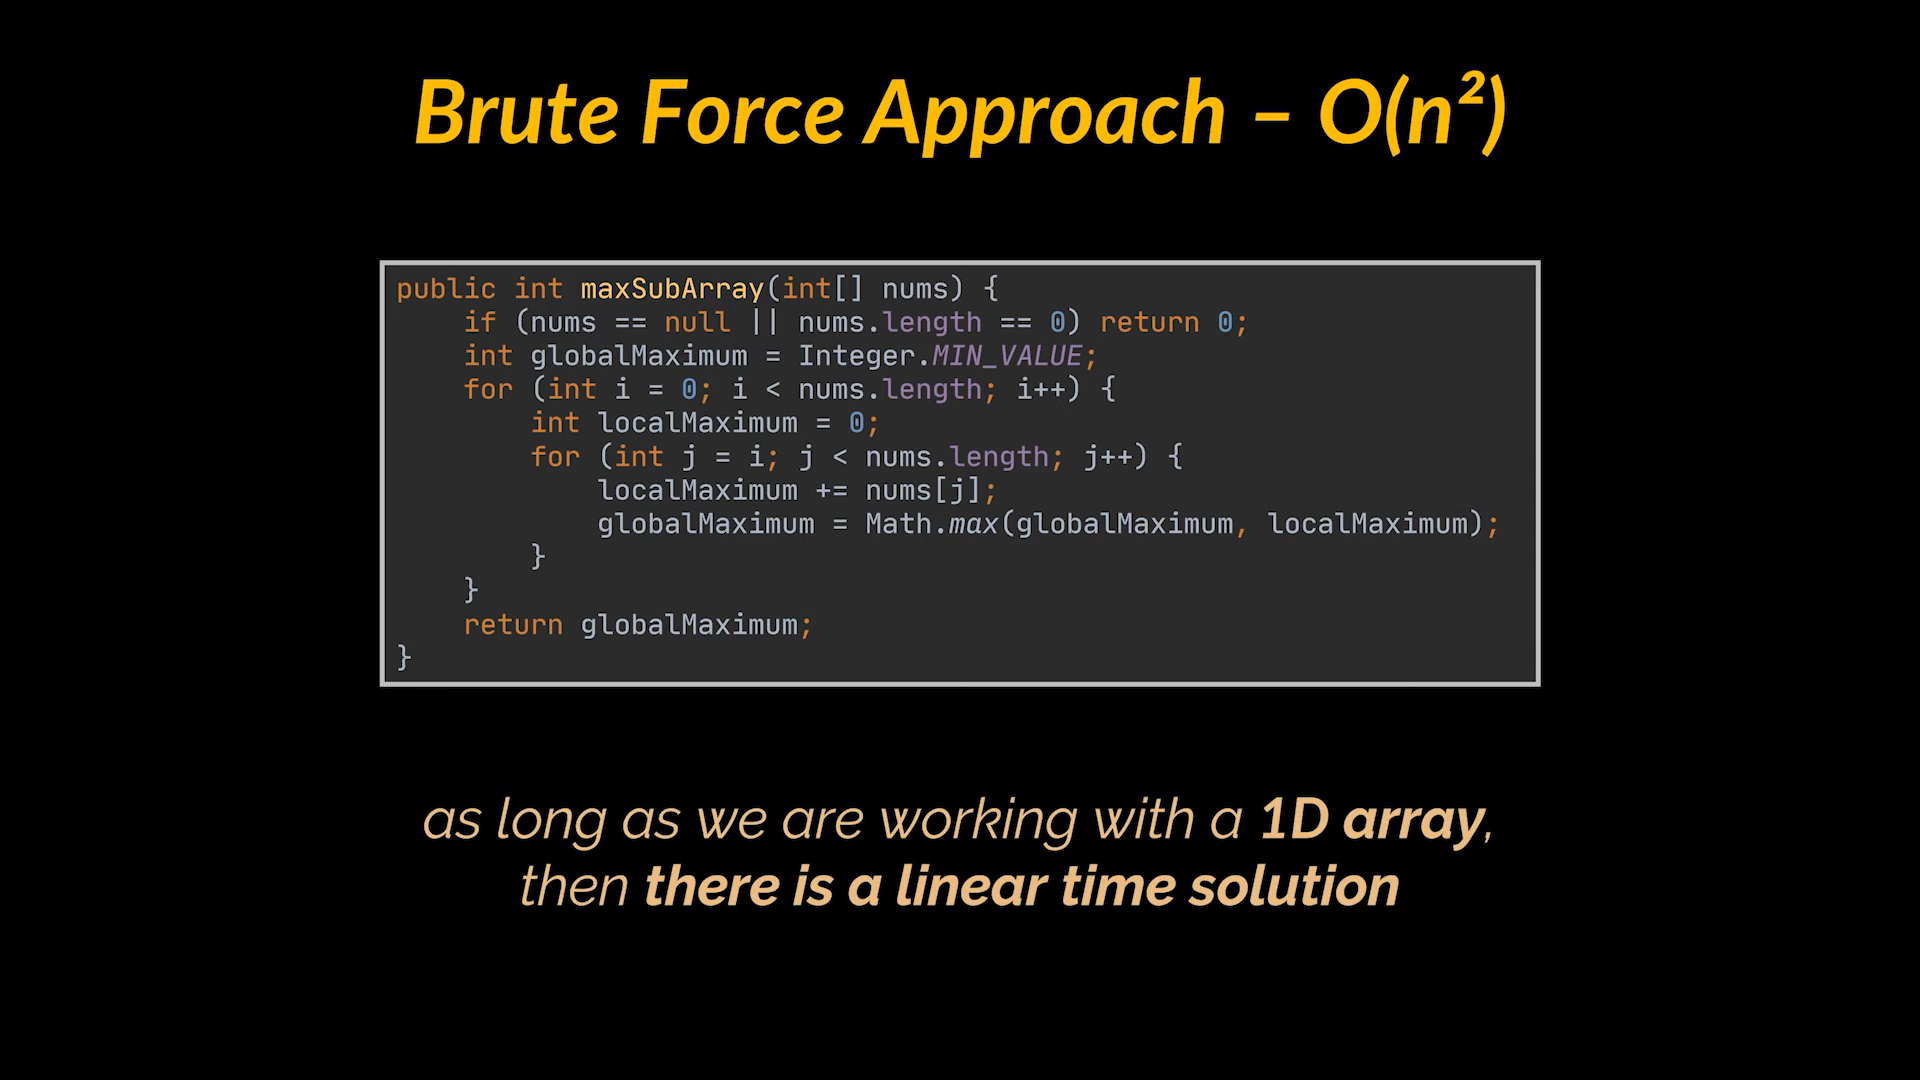 Brute Force Approach – O(n²)
public int maxSubArray(int[] nums) {
    if (nums == null || nums.length == 0) return 0;
    int globalMaximum = Integer.MIN_VALUE;
    for (int i = 0; i < nums.length; i++) {
        int localMaximum = 0;
        for (int j = i; j < nums.length; j++) {
            localMaximum += nums[j];
            globalMaximum = Math.max(globalMaximum, localMaximum);
        }
    }
    return globalMaximum;
}
as long as we are working with a 1D array,
then there is a linear time solution